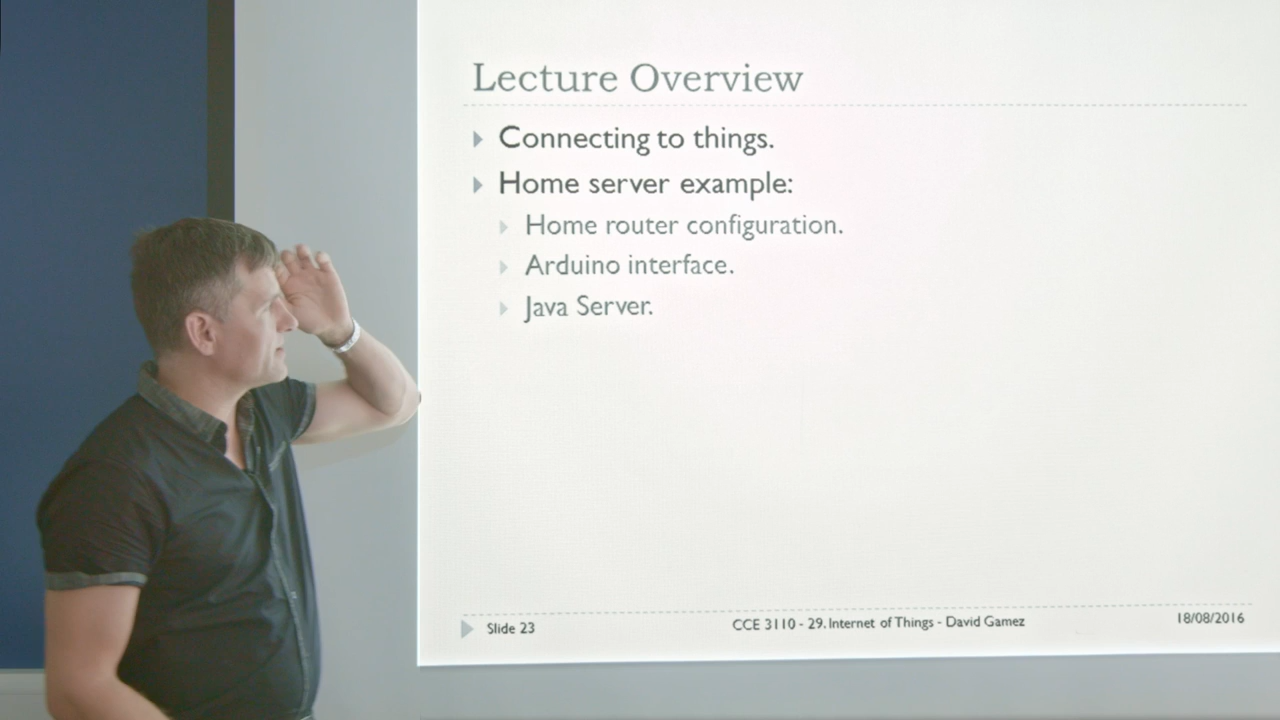 Lecture Overview
Connecting to things.
Home server example:
Home router configuration.
Arduino interface.
Java Server.
Slide 23
CCE 3110 - 29. Internet of Things - David Gamez
18/08/2016